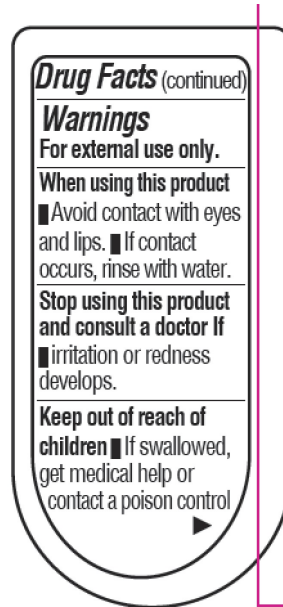 Drug Facts (continued)
Warnings
For external use only.
When using this product
■ Avoid contact with eyes
and lips. ■ If contact
occurs, rinse with water.
Stop using this product
and consult a doctor If
■ irritation or redness
develops.
Keep out of reach of
children ■ If swallowed,
get medical help or
contact a poison control
▶